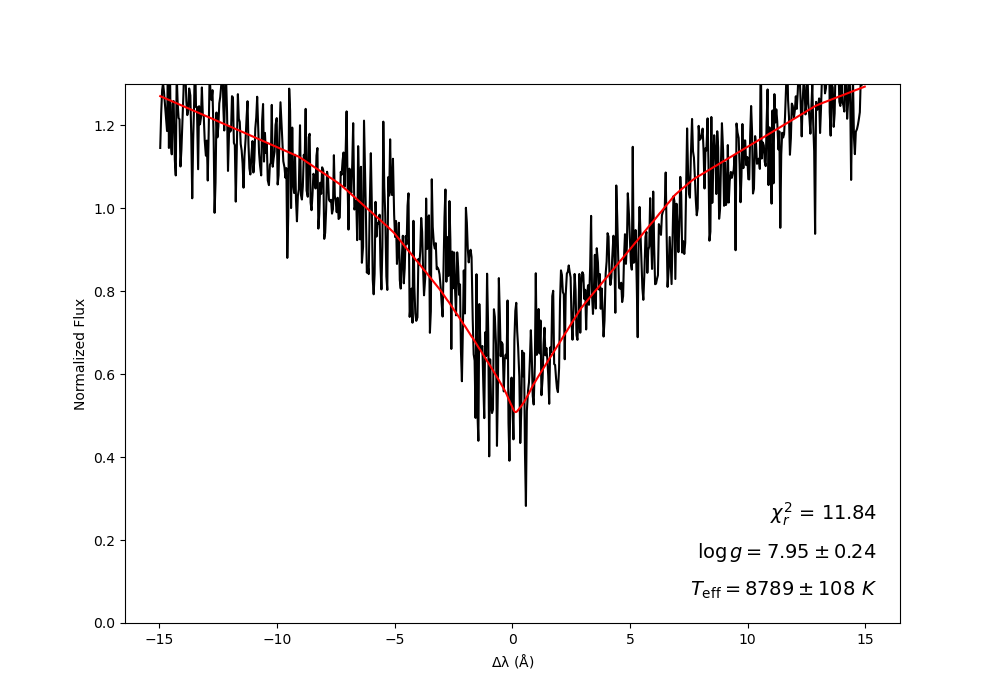 1.2
1.0
0.8
0.6
0.4
0.2
0.0
Normalized Flux
χ²ᵣ = 11.84
log g = 7.95 ± 0.24
T_eff = 8789 ± 108 K
−15 −10 −5 0 5 10 15
Δλ (Å)